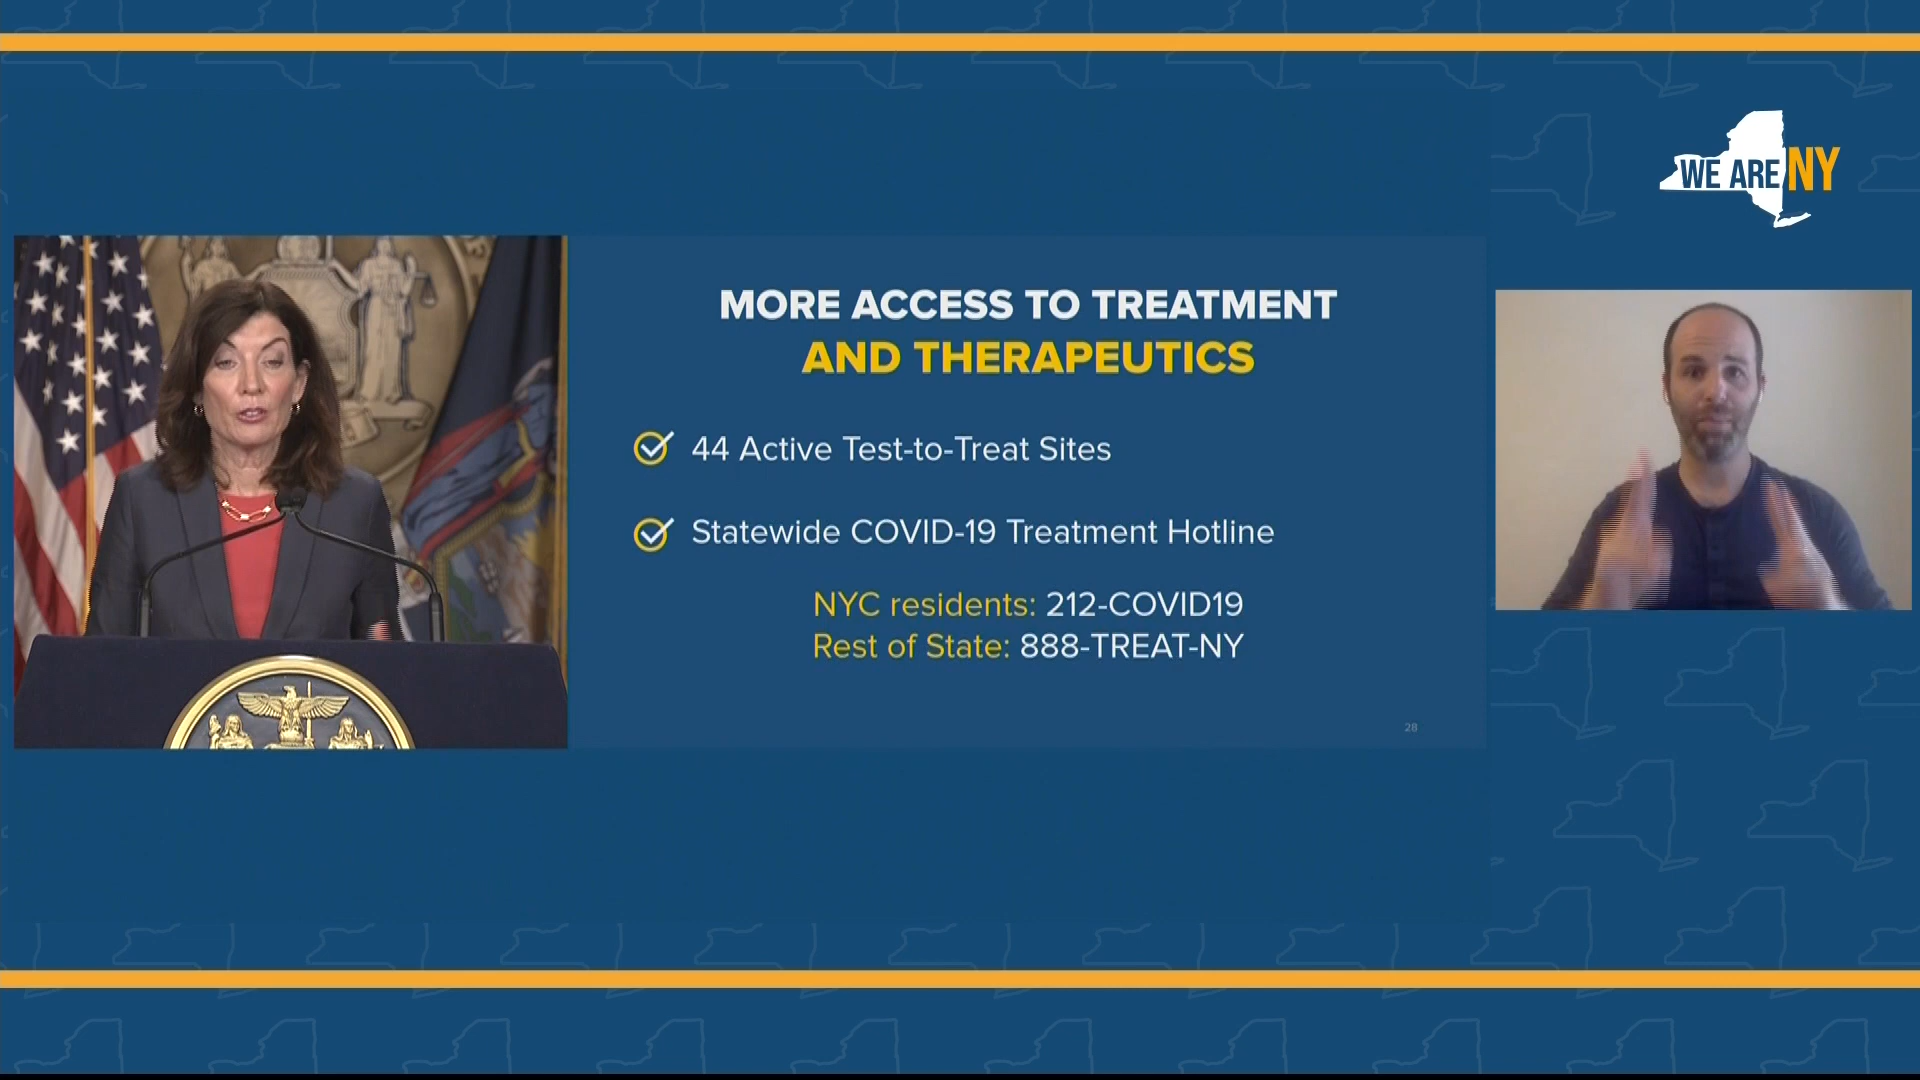 WE ARE NY
MORE ACCESS TO TREATMENT
AND THERAPEUTICS
44 Active Test-to-Treat Sites
Statewide COVID-19 Treatment Hotline
NYC residents: 212-COVID19
Rest of State: 888-TREAT-NY
28